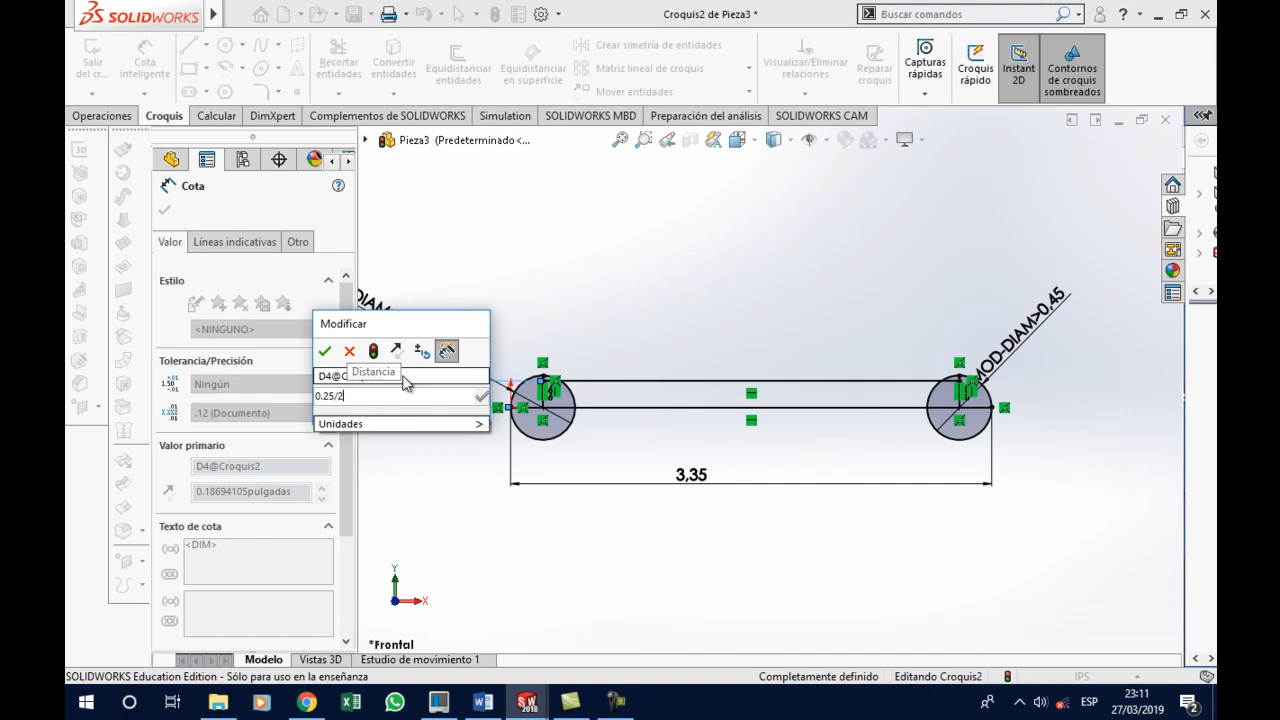 SOLIDWORKS
Croquis2 de Pieza3 *
Buscar comandos
Salir del cr...
Cota inteligente
Recortar entidades
Convertir entidades
Equidistanciar entidades
Equidistanciar en superficie
Crear simetría de entidades
Matriz lineal de croquis
Mover entidades
Visualizar/Eliminar relaciones
Reparar croquis
Capturas rápidas
Croquis rápido
Instant 2D
Contornos de croquis sombreados
Operaciones
Croquis
Calcular
DimXpert
Complementos de SOLIDWORKS
Simulation
SOLIDWORKS MBD
Preparación del análisis
SOLIDWORKS CAM
Pieza3 (Predeterminado<...
Cota
Valor
Líneas indicativas
Otro
Estilo
<NINGUNO>
Tolerancia/Precisión
Ningún
.12 (Documento)
Valor primario
D4@Croquis2
0.18694105pulgadas
Texto de cota
<DIM>
Modificar
Distancia
0.25/2
Unidades
MOD-DIAM>0,45
3,35
Y
X
*Frontal
Modelo
Vistas 3D
Estudio de movimiento 1
SOLIDWORKS Education Edition - Sólo para uso en la enseñanza
Completamente definido
Editando Croquis2
IPS
ESP
23:11
27/03/2019
2